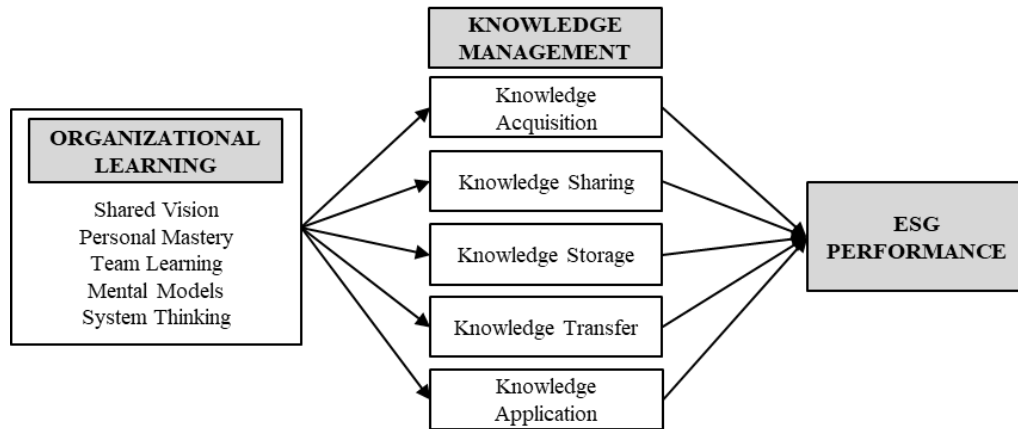 KNOWLEDGE
MANAGEMENT
Knowledge
Acquisition
ORGANIZATIONAL
LEARNING
Shared Vision
Personal Mastery
Team Learning
Mental Models
System Thinking
Knowledge Sharing
Knowledge Storage
Knowledge Transfer
Knowledge
Application
ESG
PERFORMANCE